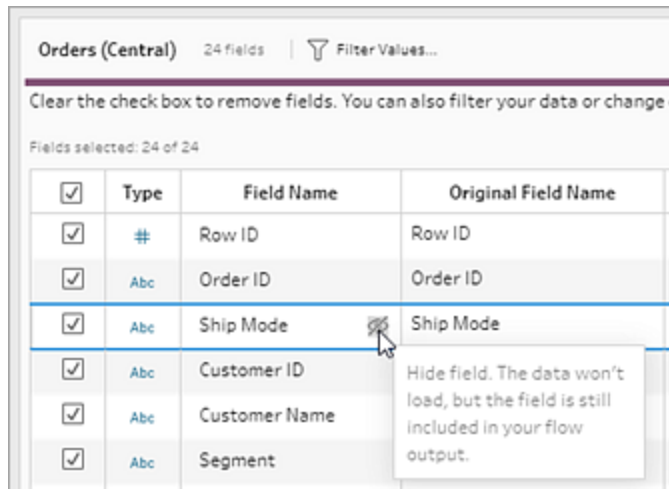 Orders (Central) 24 fields Filter Values...
Clear the check box to remove fields. You can also filter your data or change
Fields selected: 24 of 24
Type Field Name Original Field Name
# Row ID Row ID
Abc Order ID Order ID
Abc Ship Mode Ship Mode
Abc Customer ID
Abc Customer Name
Abc Segment
Hide field. The data won't
load, but the field is still
included in your flow
output.